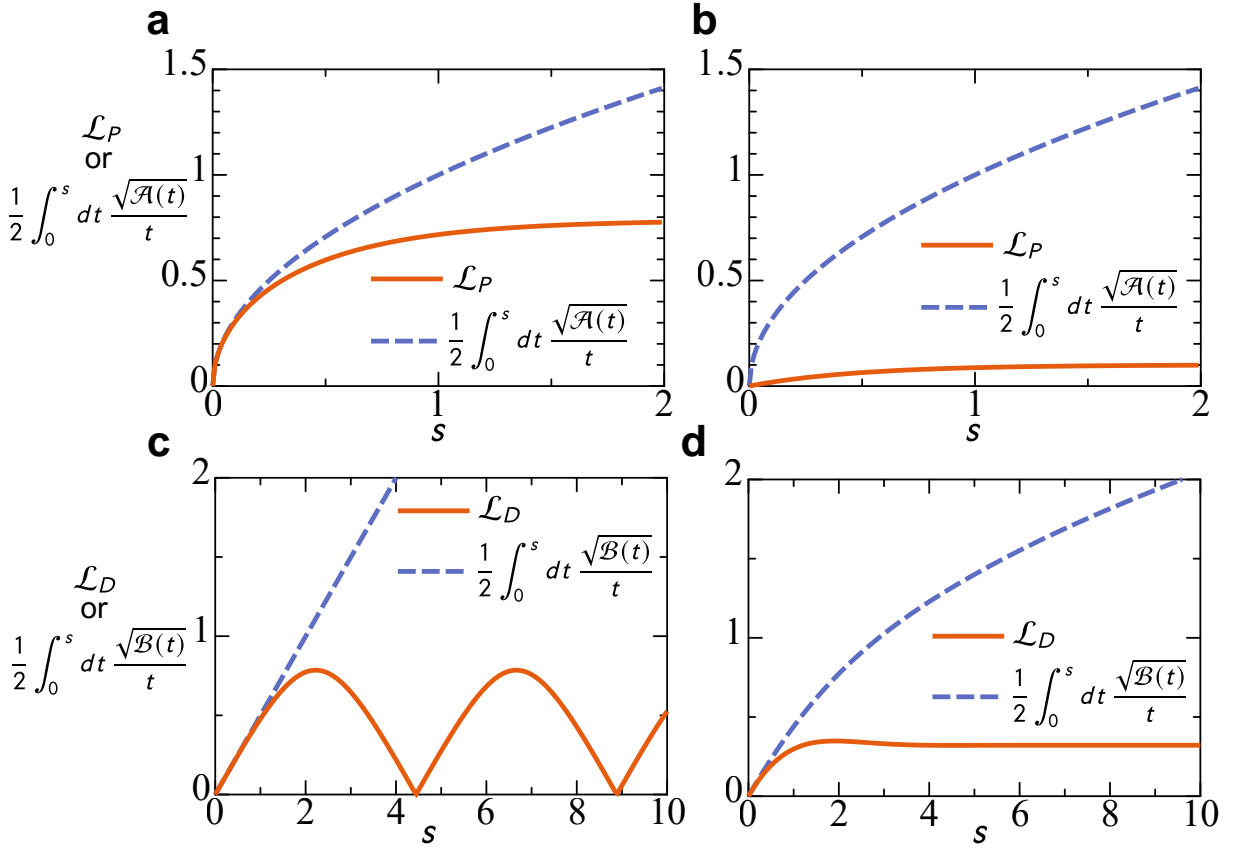 a
1.5
1
0.5
0
0
1
2
s
ℒ_P
or
1/2 ∫_0^s dt √𝒜(t)/t
ℒ_P
1/2 ∫_0^s dt √𝒜(t)/t
b
1.5
1
0.5
0
0
1
2
s
ℒ_P
1/2 ∫_0^s dt √𝒜(t)/t
c
2
1
0
0
2
4
6
8
10
s
ℒ_D
or
1/2 ∫_0^s dt √ℬ(t)/t
ℒ_D
1/2 ∫_0^s dt √ℬ(t)/t
d
2
1
0
0
2
4
6
8
10
s
ℒ_D
1/2 ∫_0^s dt √ℬ(t)/t